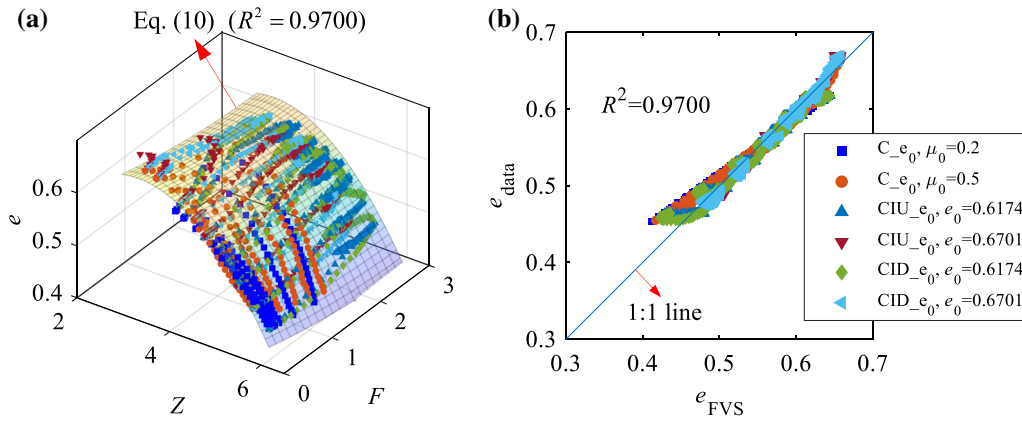 (a)
Eq. (10) (R² = 0.9700)
e
0.6
0.5
0.4
2
4
6
Z
0
1
2
3
F
(b)
0.7
0.6
0.5
0.4
0.3
e_data
R²=0.9700
1:1 line
0.3 0.4 0.5 0.6 0.7
e_FVS
C_e₀, μ₀=0.2
C_e₀, μ₀=0.5
CIU_e₀, e₀=0.6174
CIU_e₀, e₀=0.6701
CID_e₀, e₀=0.6174
CID_e₀, e₀=0.6701